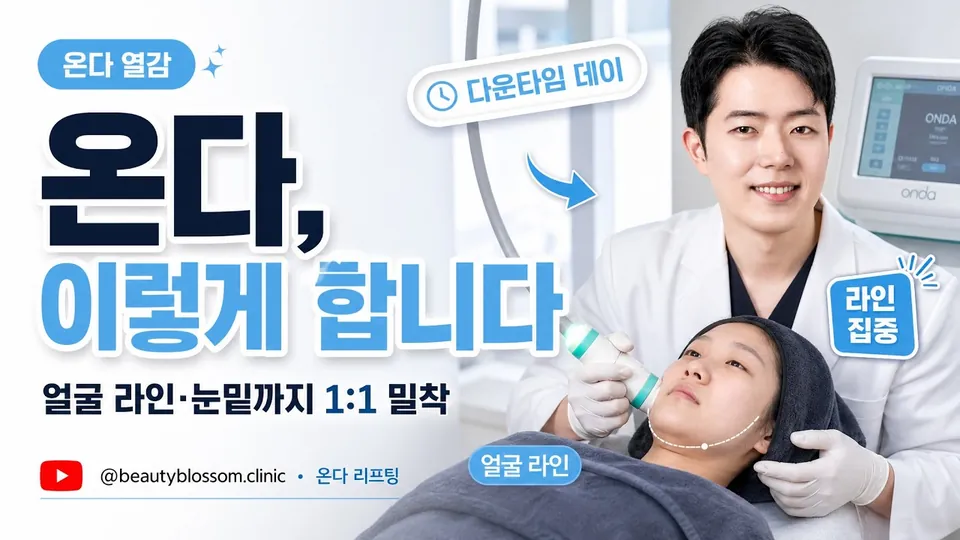 온다 열감
다운타임 데이
온다,
이렇게 합니다
얼굴 라인·눈밑까지 1:1 밀착
@beautyblossom.clinic • 온다 리프팅
얼굴 라인
라인
집중
ONDA
onda